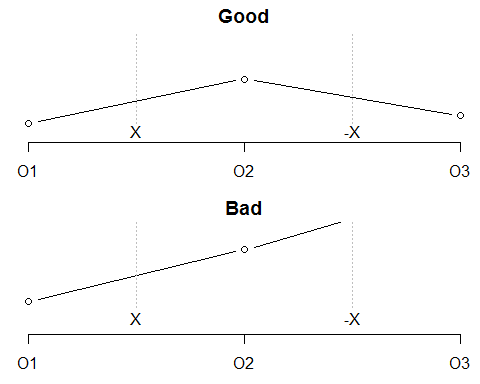 Good
X -X
O1 O2 O3
Bad
X -X
O1 O2 O3